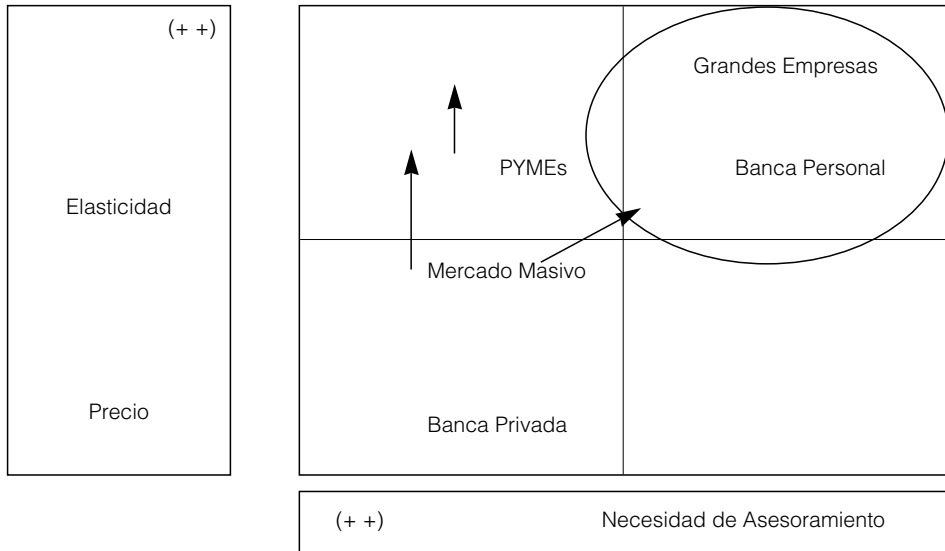 (+ +)
Elasticidad
Precio
Grandes Empresas
PYMEs
Banca Personal
Mercado Masivo
Banca Privada
(+ +)
Necesidad de Asesoramiento